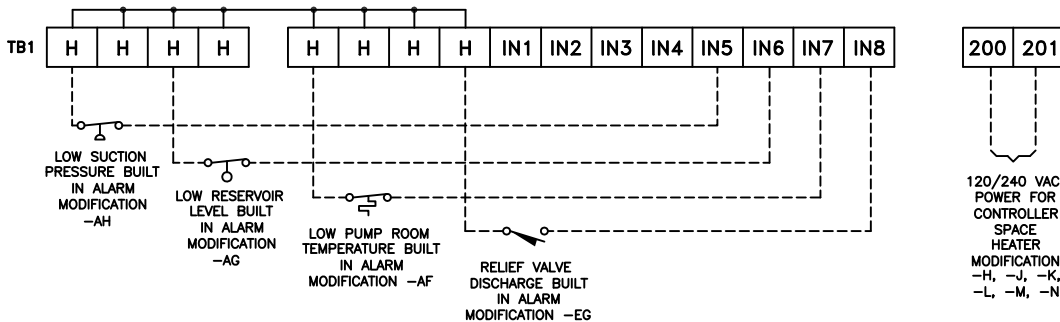 TB1 H H H H H H H H IN1 IN2 IN3 IN4 IN5 IN6 IN7 IN8 200 201
LOW SUCTION
PRESSURE BUILT
IN ALARM
MODIFICATION
-AH
LOW RESERVOIR
LEVEL BUILT
IN ALARM
MODIFICATION
-AG
LOW PUMP ROOM
TEMPERATURE BUILT
IN ALARM
MODIFICATION -AF
RELIEF VALVE
DISCHARGE BUILT
IN ALARM
MODIFICATION -EG
120/240 VAC
POWER FOR
CONTROLLER
SPACE
HEATER
MODIFICATION
-H, -J, -K,
-L, -M, -N